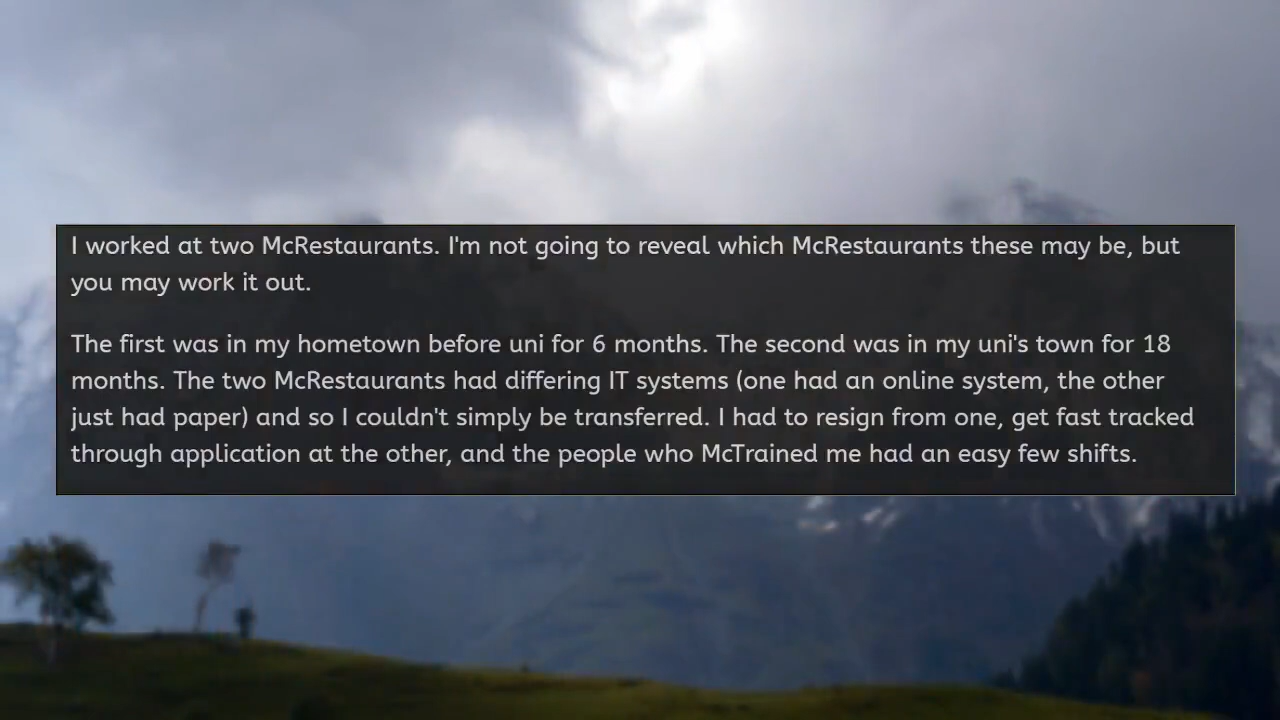 I worked at two McRestaurants. I'm not going to reveal which McRestaurants these may be, but
you may work it out.
The first was in my hometown before uni for 6 months. The second was in my uni's town for 18
months. The two McRestaurants had differing IT systems (one had an online system, the other
just had paper) and so I couldn't simply be transferred. I had to resign from one, get fast tracked
through application at the other, and the people who McTrained me had an easy few shifts.